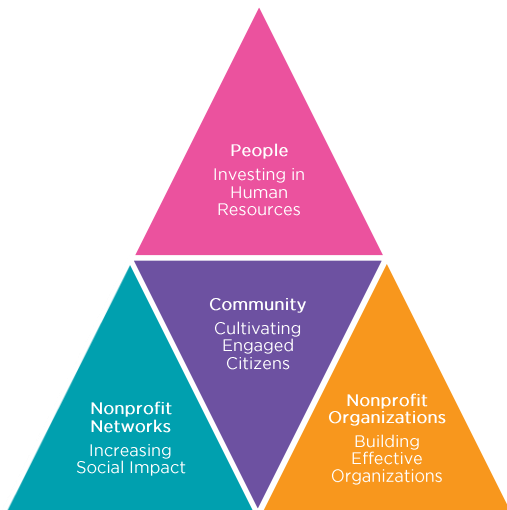 People
Investing in
Human
Resources
Community
Cultivating
Engaged
Citizens
Nonprofit
Networks
Increasing
Social Impact
Nonprofit
Organizations
Building
Effective
Organizations